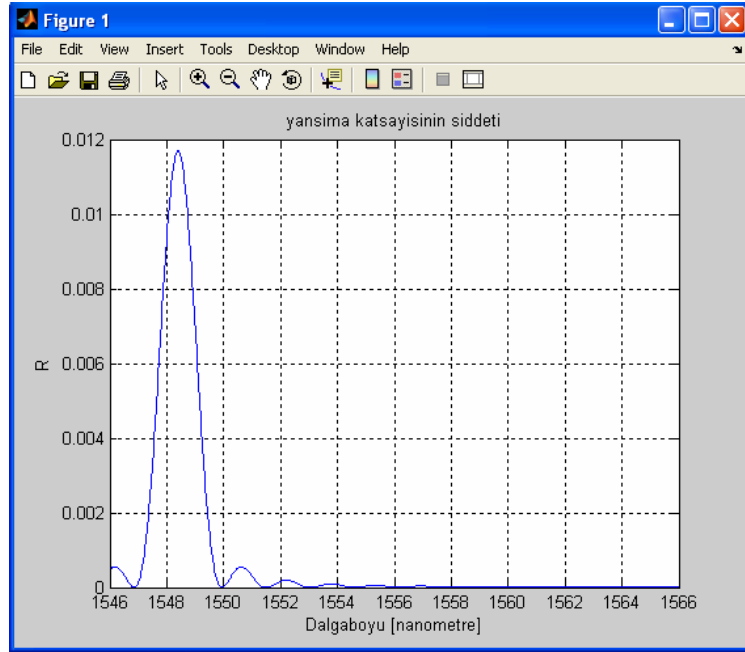 Figure 1
File Edit View Insert Tools Desktop Window Help
yansima katsayisinin siddeti
0.012
0.01
0.008
0.006
0.004
0.002
0
R
1546 1548 1550 1552 1554 1556 1558 1560 1562 1564 1566
Dalgaboyu [nanometre]